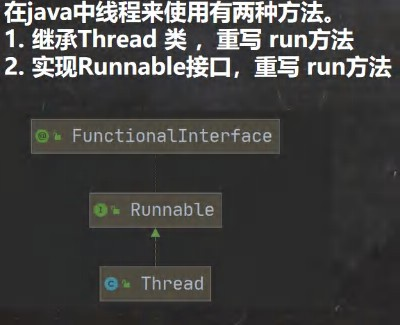 在java中线程来使用有两种方法。
1. 继承Thread 类 ，重写 run方法
2. 实现Runnable接口，重写 run方法
FunctionalInterface
Runnable
Thread